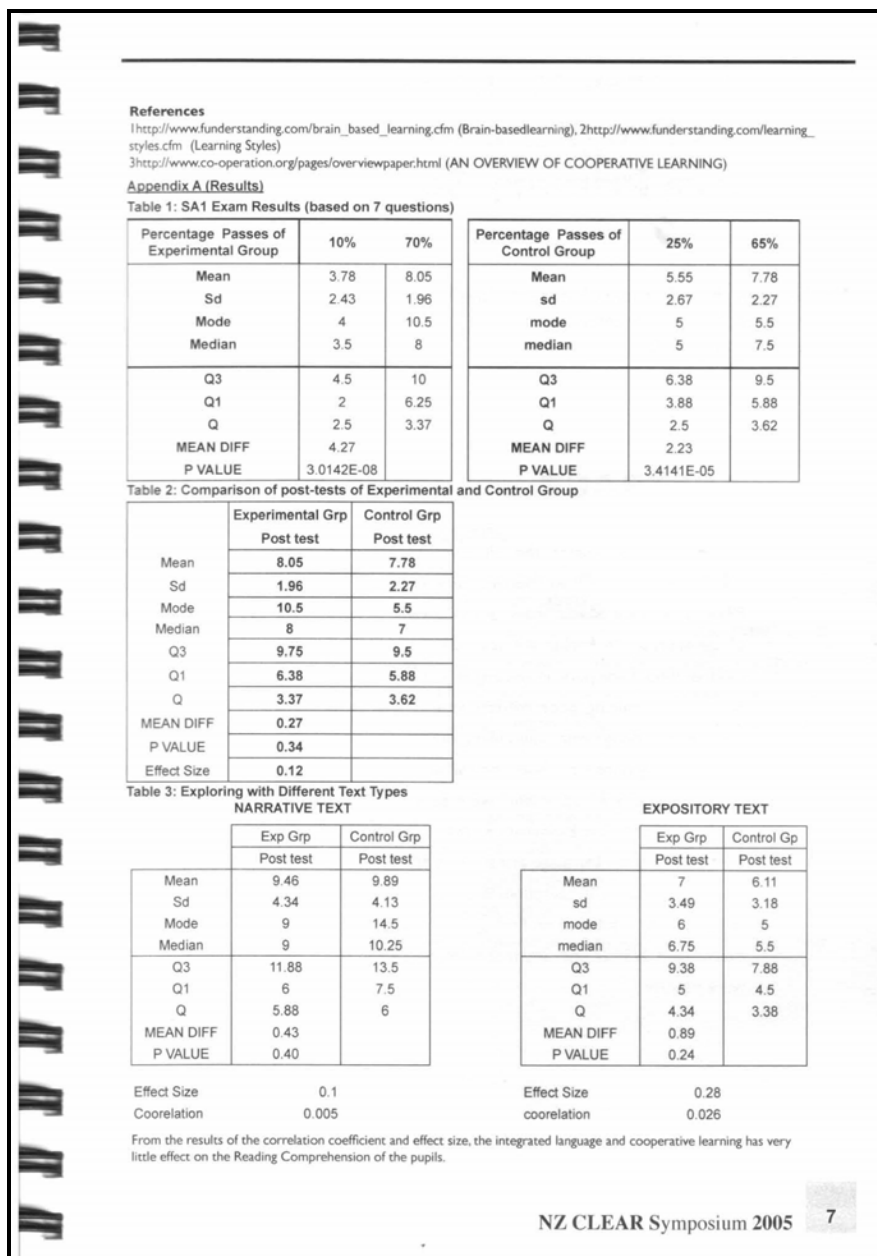 References
1http://www.funderstanding.com/brain_based_learning.cfm (Brain-basedlearning), 2http://www.funderstanding.com/learning_
styles.cfm (Learning Styles)
3http://www.co-operation.org/pages/overviewpaper.html (AN OVERVIEW OF COOPERATIVE LEARNING)
Appendix A (Results)
Table 1: SA1 Exam Results (based on 7 questions)
Percentage Passes of
Experimental Group 10% 70%
Mean 3.78 8.05
Sd 2.43 1.96
Mode 4 10.5
Median 3.5 8
Q3 4.5 10
Q1 2 6.25
Q 2.5 3.37
MEAN DIFF 4.27
P VALUE 3.0142E-08
Percentage Passes of
Control Group 25% 65%
Mean 5.55 7.78
sd 2.67 2.27
mode 5 5.5
median 5 7.5
Q3 6.38 9.5
Q1 3.88 5.88
Q 2.5 3.62
MEAN DIFF 2.23
P VALUE 3.4141E-05
Table 2: Comparison of post-tests of Experimental and Control Group
Experimental Grp Control Grp
Post test Post test
Mean 8.05 7.78
Sd 1.96 2.27
Mode 10.5 5.5
Median 8 7
Q3 9.75 9.5
Q1 6.38 5.88
Q 3.37 3.62
MEAN DIFF 0.27
P VALUE 0.34
Effect Size 0.12
Table 3: Exploring with Different Text Types
NARRATIVE TEXT
Exp Grp Control Grp
Post test Post test
Mean 9.46 9.89
Sd 4.34 4.13
Mode 9 14.5
Median 9 10.25
Q3 11.88 13.5
Q1 6 7.5
Q 5.88 6
MEAN DIFF 0.43
P VALUE 0.40
Effect Size 0.1
Coorelation 0.005
EXPOSITORY TEXT
Exp Grp Control Gp
Post test Post test
Mean 7 6.11
sd 3.49 3.18
mode 6 5
median 6.75 5.5
Q3 9.38 7.88
Q1 5 4.5
Q 4.34 3.38
MEAN DIFF 0.89
P VALUE 0.24
Effect Size 0.28
coorelation 0.026
From the results of the correlation coefficient and effect size, the integrated language and cooperative learning has very
little effect on the Reading Comprehension of the pupils.
NZ CLEAR Symposium 2005 7